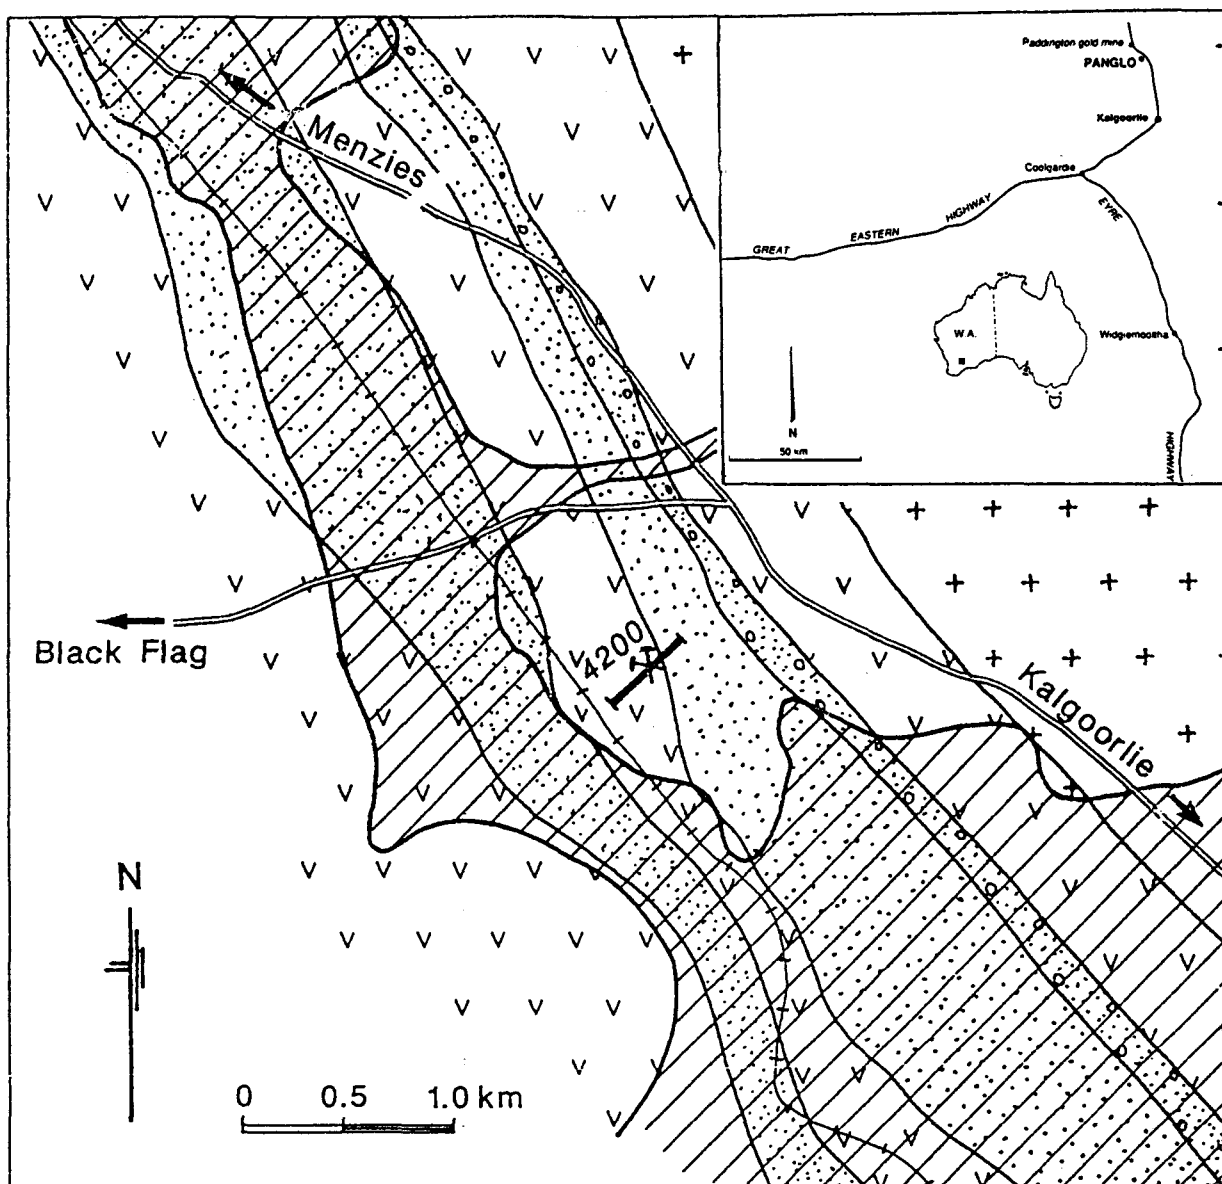 Paddington gold mine
PANGLO
Menzies
Kalgoorlie
Coolgardie
GREAT
EASTERN
HIGHWAY
EYRE
W.A.
Widgiemooltha
N
50 km
HIGHWAY
4200
Black Flag
Kalgoorlie
N
0 0.5 1.0 km